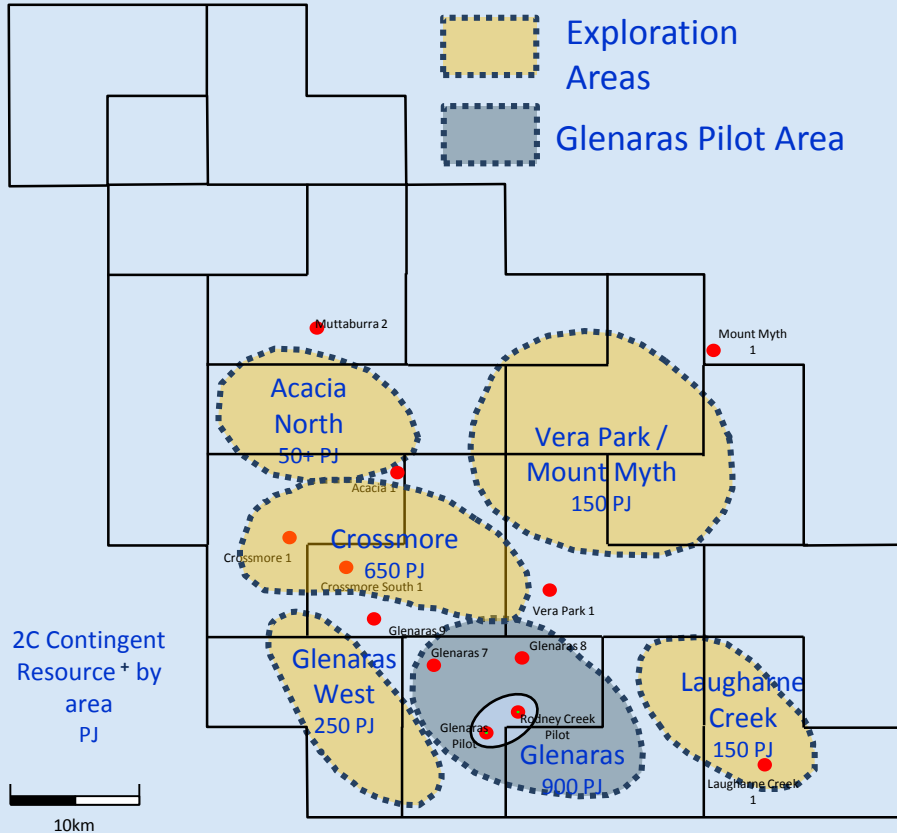 Exploration
Areas
Glenaras Pilot Area
Muttaburra 2
Mount Myth
1
Acacia
North
50+ PJ
Vera Park /
Mount Myth
150 PJ
Acacia 1
Crossmore
650 PJ
Crossmore 1
Crossmore South 1
Vera Park 1
Glenaras 9
Glenaras 7
Glenaras 8
2C Contingent
Resource + by
area
PJ
Glenaras
West
250 PJ
Glenaras
Pilot
Rodney Creek
Pilot
Glenaras
900 PJ
Laugharne
Creek
150 PJ
Laugharne Creek
1
10km